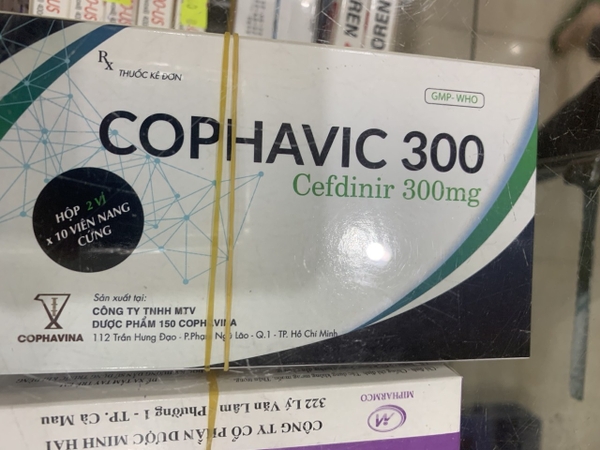 Rx THUỐC KÊ ĐƠN
GMP- WHO
COPHAVIC 300
Cefdinir 300mg
HỘP 2 VỈ
x 10 VIÊN NANG
CỨNG
Sản xuất tại:
CÔNG TY TNHH MTV
DƯỢC PHẨM 150 COPHAVINA
112 Trần Hưng Đạo - P.Phạm Ngũ Lão - Q.1 - TP. Hồ Chí Minh
COPHAVINA
MIPHARMCO
322 Lý Văn Lâm - Phường 1 - TP. Cà Mau
CÔNG TY CỔ PHẦN DƯỢC MINH HẢI